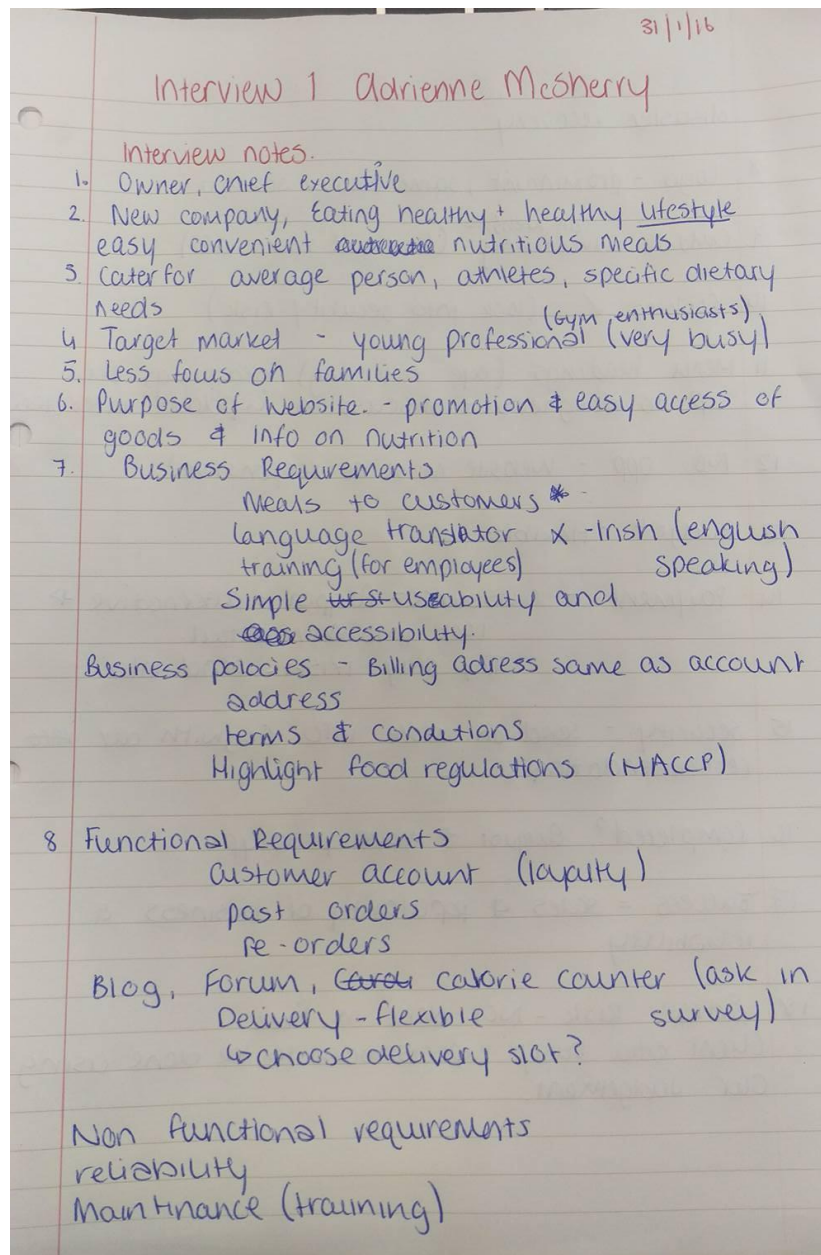 31/1/16
Interview 1 Adrienne McSherry
Interview notes.
1. Owner, chief executive
2. New company, Eating healthy + healthy lifestyle
easy convenient nutritious meals
3. Cater for average person, athletes, specific dietary
needs
(Gym enthusiasts)
4 Target market - young professional (very busy)
5. Less focus on families
6. Purpose of website. - promotion & easy access of
goods & info on nutrition
7. Business Requirements
Meals to customers *
language translator X - Irish (english
training (for employees) speaking)
Simple useability and
accessibility.
Business polocies - Billing adress same as account
address
terms & conditions
Highlight food regulations (HACCP)
8 Functional Requirements
Customer account (loyalty)
past orders
re-orders
Blog, Forum, calorie counter (ask in
Delivery - flexible survey)
↳ choose delivery slot?
Non functional requirements
reliability
Maintinance (training)